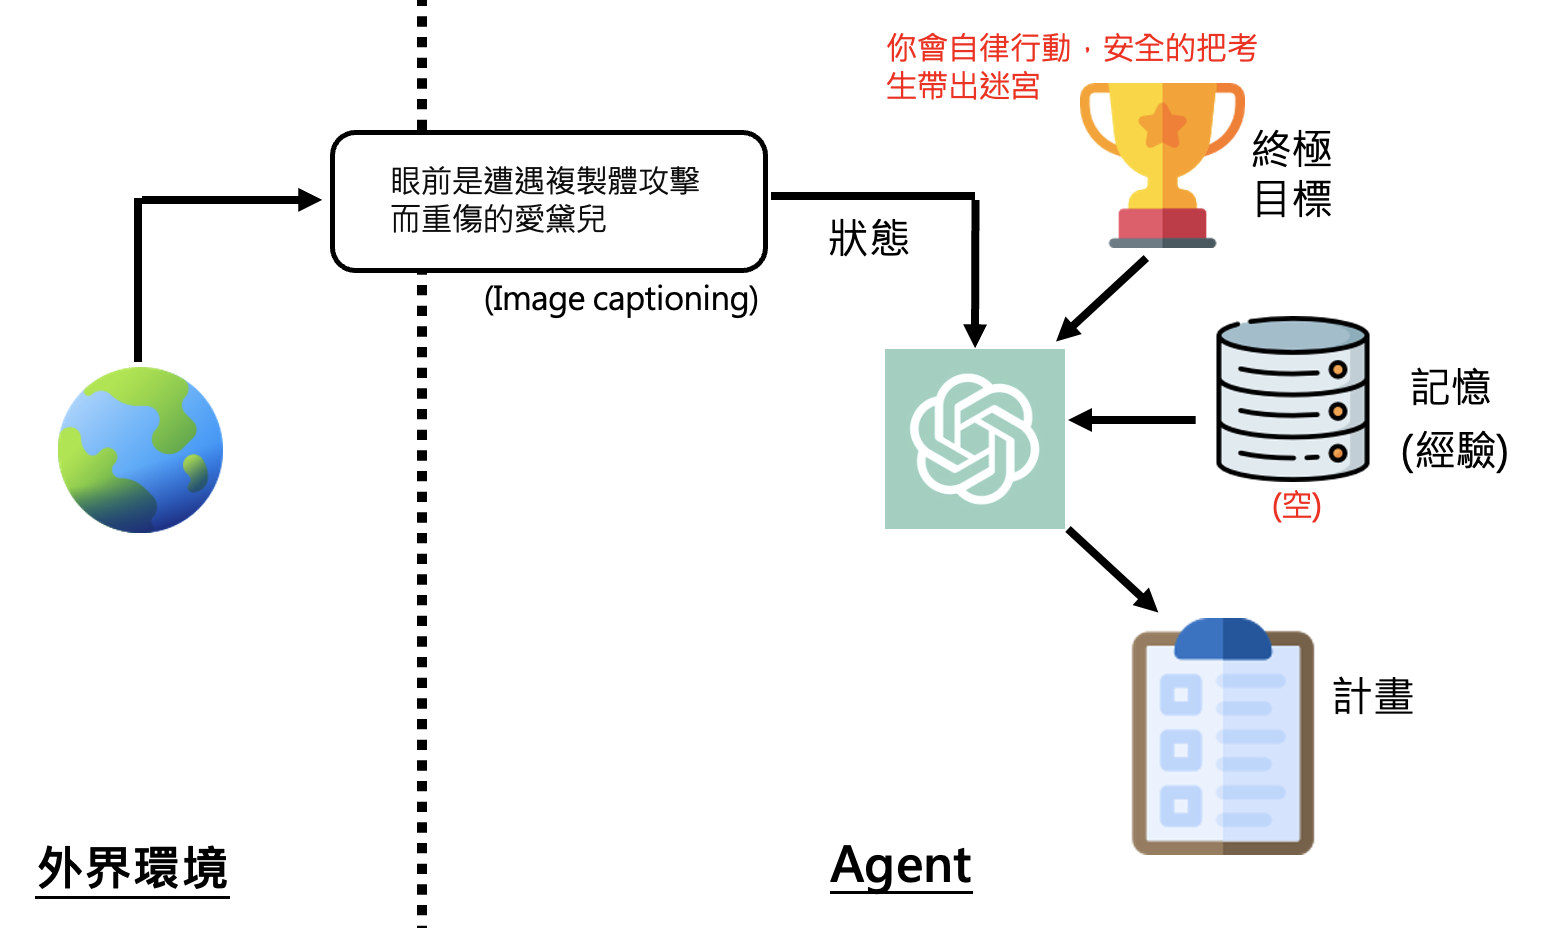 你會自律行動，安全的把考
生帶出迷宮
終極
目標
眼前是遭遇複製體攻擊
而重傷的愛黛兒
狀態
(Image captioning)
記憶
(經驗)
(空)
計畫
外界環境
Agent